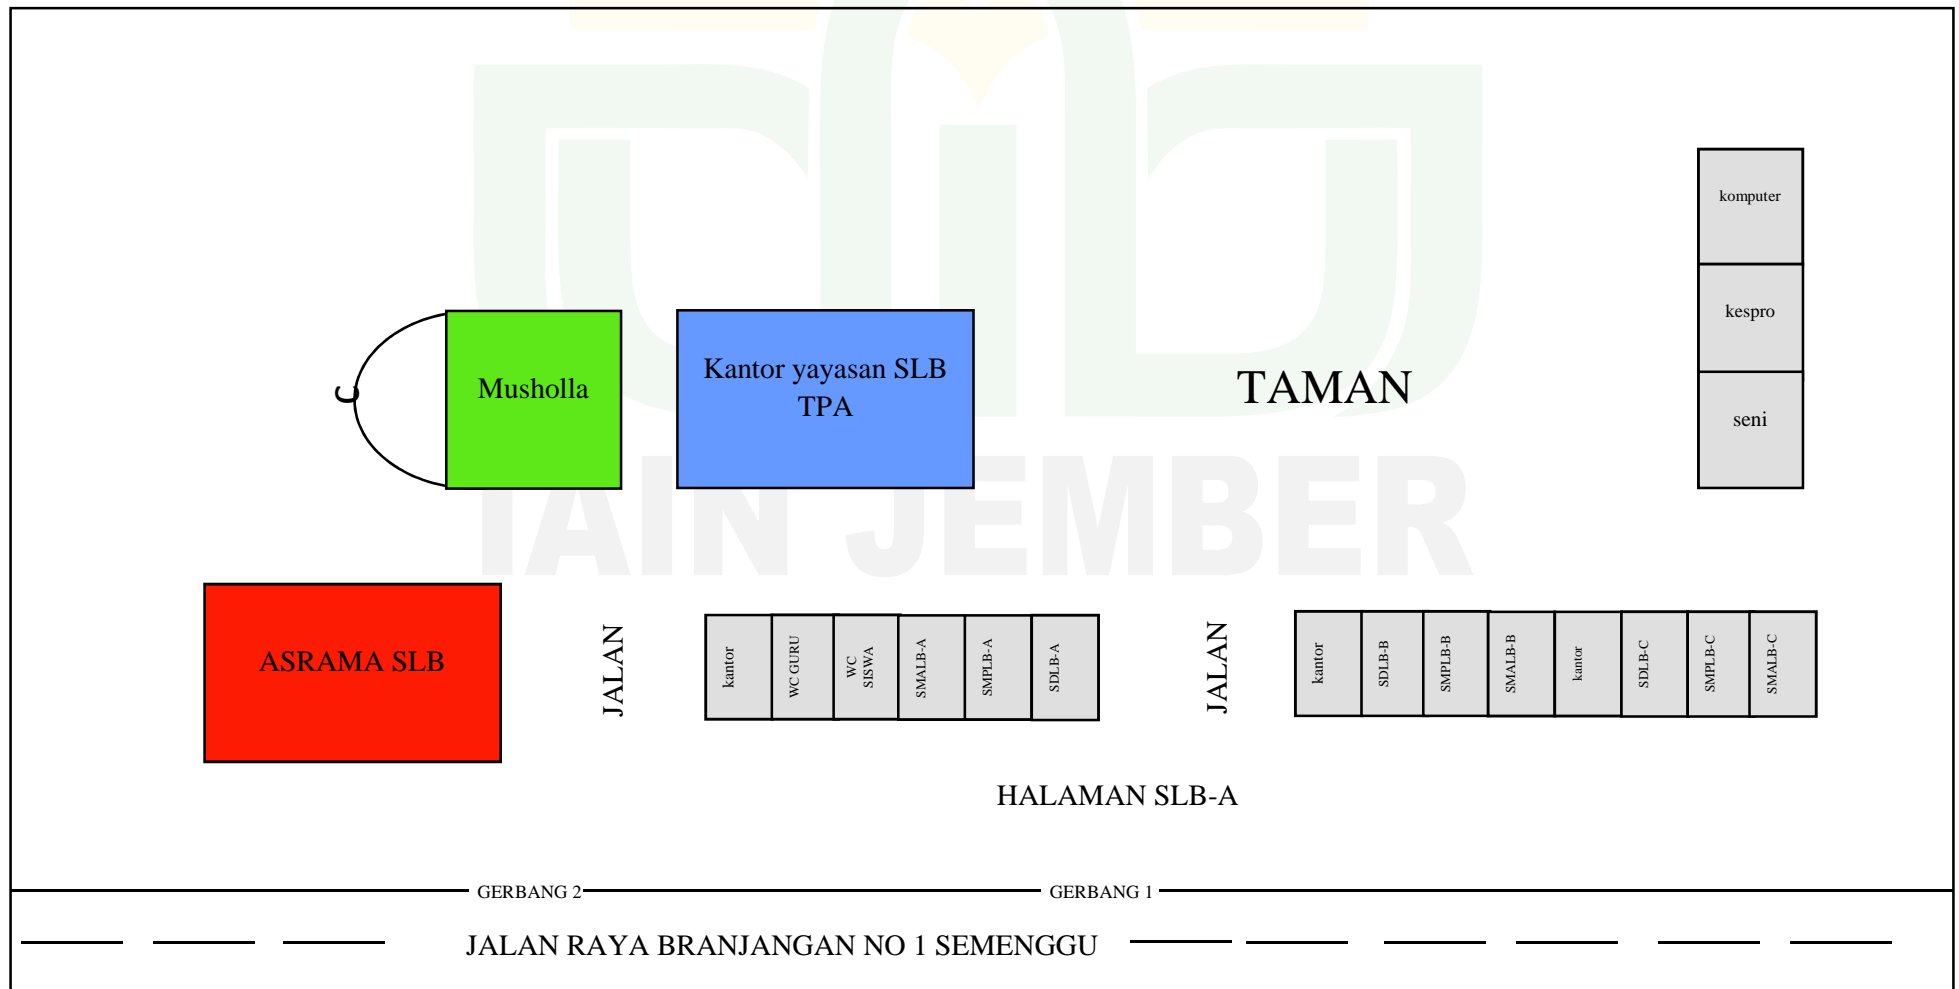 komputer
kespro
Musholla
Kantor yayasan SLB
TPA
TAMAN
seni
IAIN JEMBER
ASRAMA SLB
JALAN
kantor
WC GURU
WC
SISWA
SMALB-A
SMPLB-A
SDLB-A
JALAN
kantor
SDLB-B
SMPLB-B
SMALB-B
kantor
SDLB-C
SMPLB-C
SMALB-C
HALAMAN SLB-A
GERBANG 2
GERBANG 1
JALAN RAYA BRANJANGAN NO 1 SEMENGGU